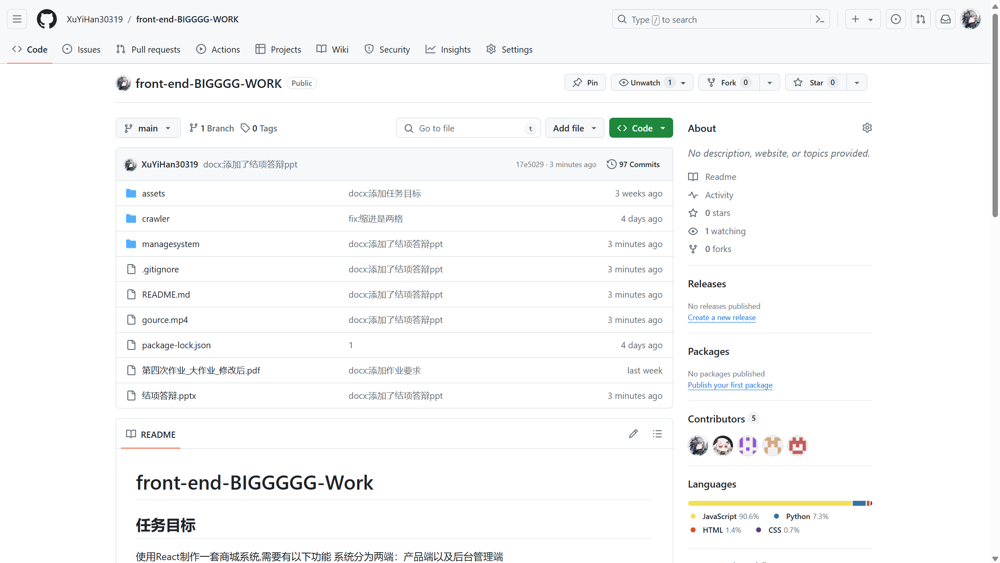 XuYiHan30319 / front-end-BIGGGG-WORK
Type / to search
Code Issues Pull requests Actions Projects Wiki Security Insights Settings
front-end-BIGGGG-WORK Public
Pin Unwatch 1 Fork 0 Star 0
main 1 Branch 0 Tags Go to file t Add file Code
XuYiHan30319 docx:添加了结项答辩ppt 17e5029 · 3 minutes ago 97 Commits
assets docx:添加任务目标 3 weeks ago
crawler fix:缩进是两格 4 days ago
managesystem docx:添加了结项答辩ppt 3 minutes ago
.gitignore docx:添加了结项答辩ppt 3 minutes ago
README.md docx:添加了结项答辩ppt 3 minutes ago
gource.mp4 docx:添加了结项答辩ppt 3 minutes ago
package-lock.json 1 4 days ago
第四次作业_大作业_修改后.pdf docx:添加作业要求 last week
结项答辩.pptx docx:添加了结项答辩ppt 3 minutes ago
README
front-end-BIGGGGG-Work
任务目标
使用React制作一套商城系统,需要有以下功能 系统分为两端：产品端以及后台管理端
About
No description, website, or topics provided.
Readme
Activity
0 stars
1 watching
0 forks
Releases
No releases published
Create a new release
Packages
No packages published
Publish your first package
Contributors 5
Languages
JavaScript 90.6% Python 7.3%
HTML 1.4% CSS 0.7%